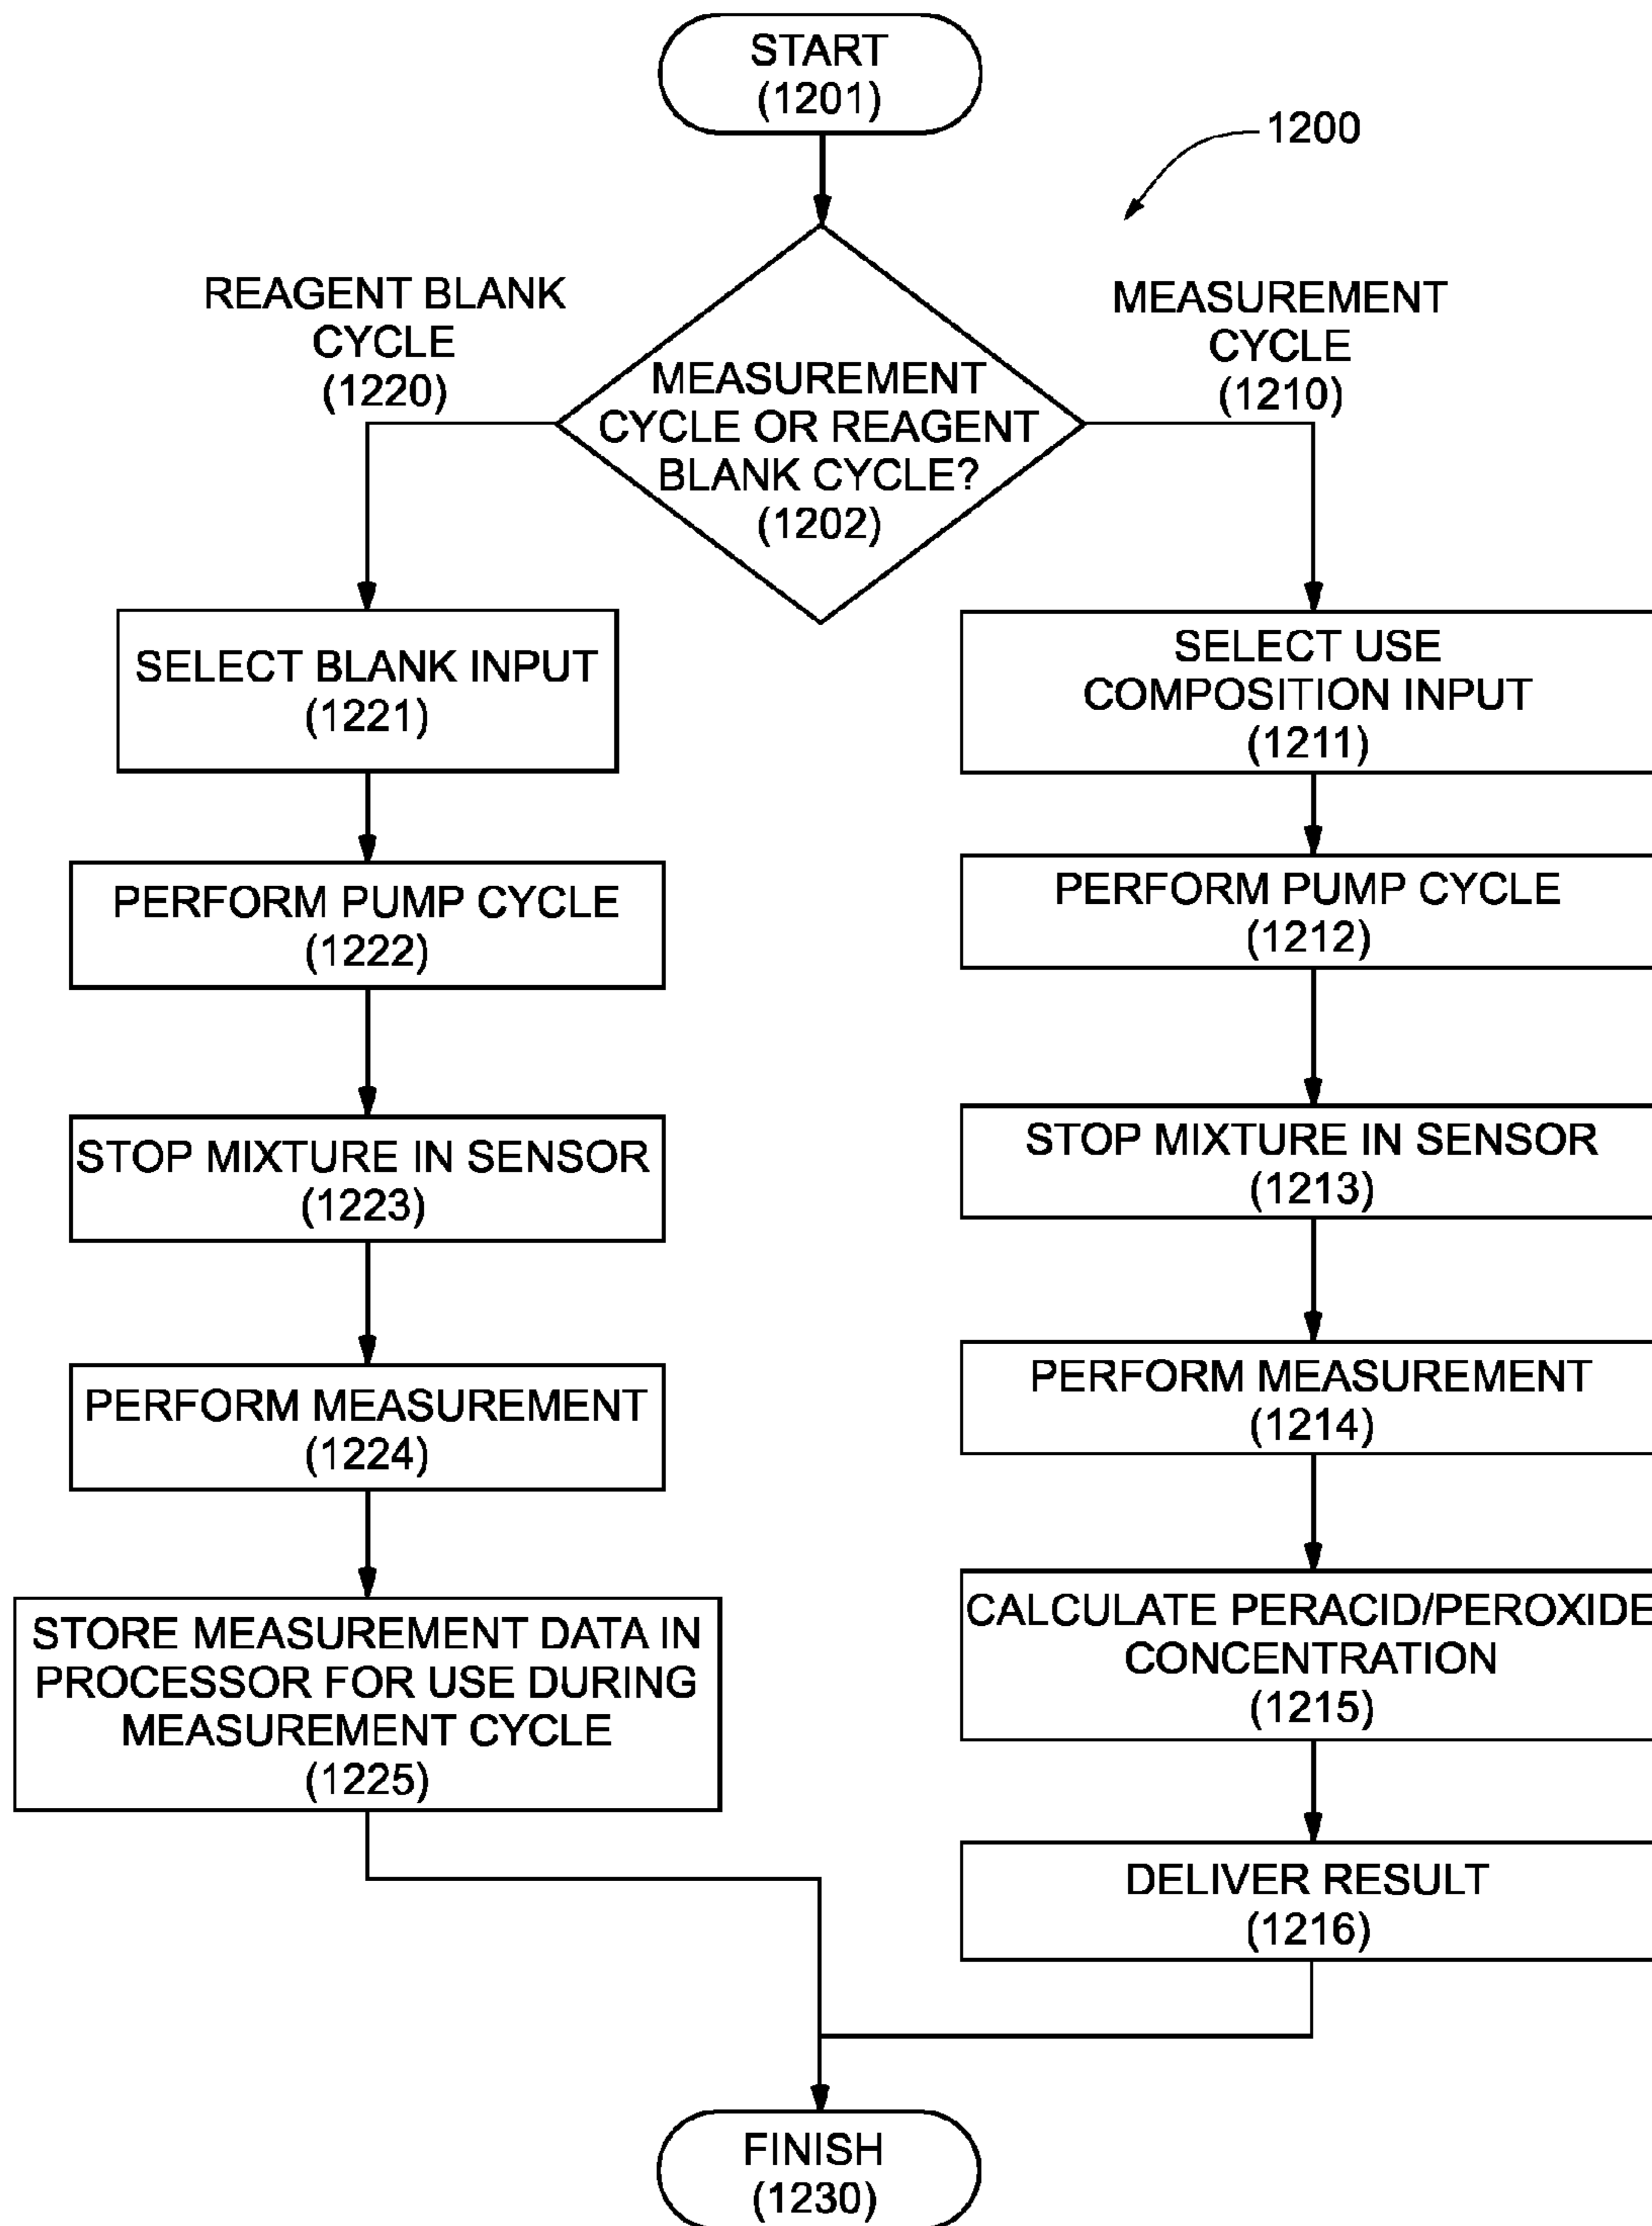 START
(1201)
1200
REAGENT BLANK
CYCLE
(1220)
MEASUREMENT
CYCLE
(1210)
MEASUREMENT
CYCLE OR REAGENT
BLANK CYCLE?
(1202)
SELECT BLANK INPUT
(1221)
PERFORM PUMP CYCLE
(1222)
STOP MIXTURE IN SENSOR
(1223)
PERFORM MEASUREMENT
(1224)
STORE MEASUREMENT DATA IN
PROCESSOR FOR USE DURING
MEASUREMENT CYCLE
(1225)
SELECT USE
COMPOSITION INPUT
(1211)
PERFORM PUMP CYCLE
(1212)
STOP MIXTURE IN SENSOR
(1213)
PERFORM MEASUREMENT
(1214)
CALCULATE PERACID/PEROXIDE
CONCENTRATION
(1215)
DELIVER RESULT
(1216)
FINISH
(1230)